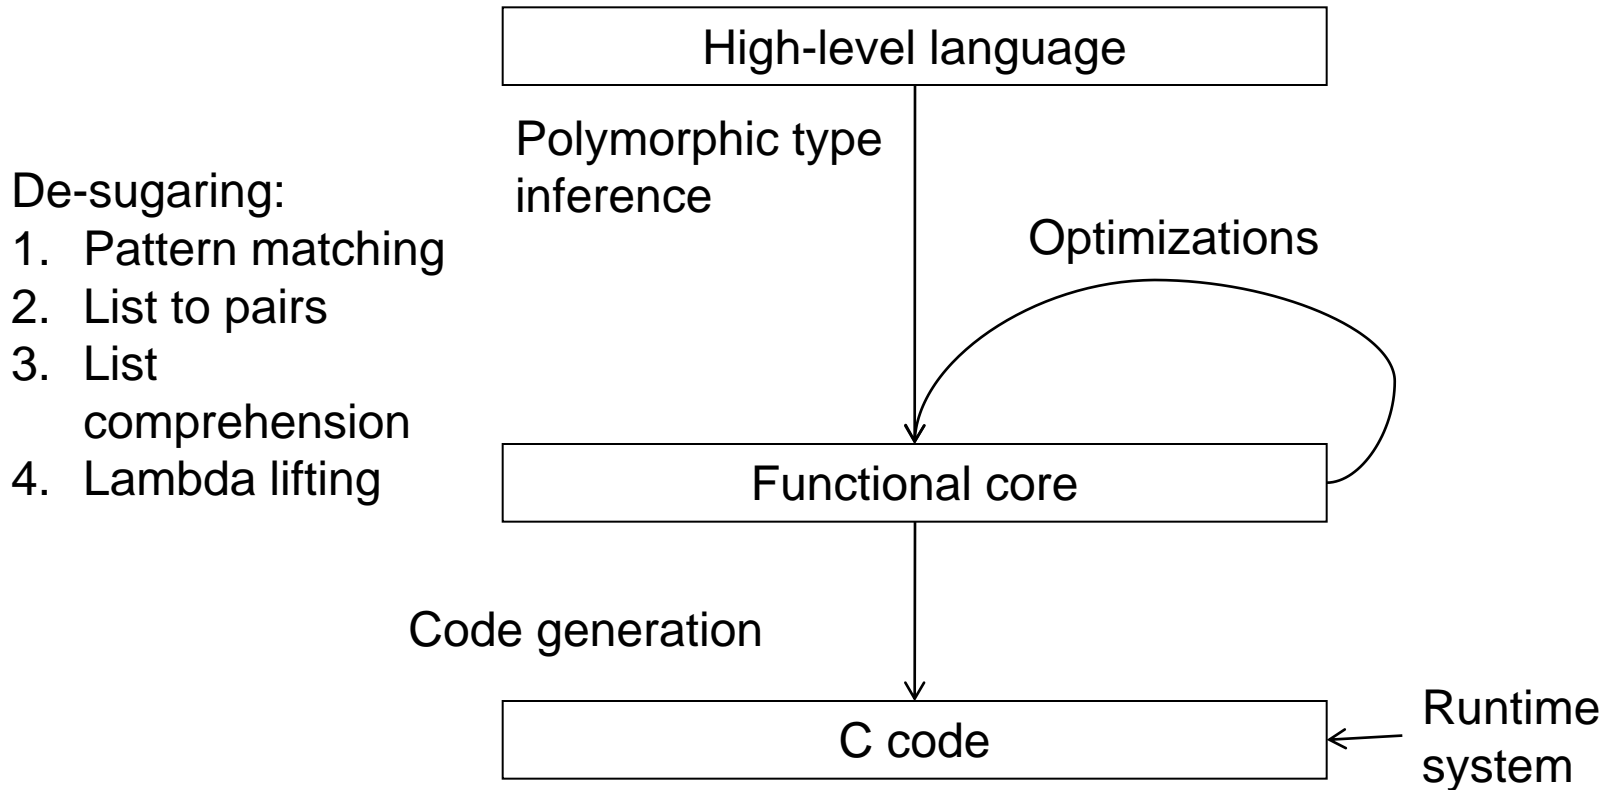 High-level language
Polymorphic type
inference
De-sugaring:
1. Pattern matching
2. List to pairs
3. List
comprehension
4. Lambda lifting
Optimizations
Functional core
Code generation
C code
Runtime
system